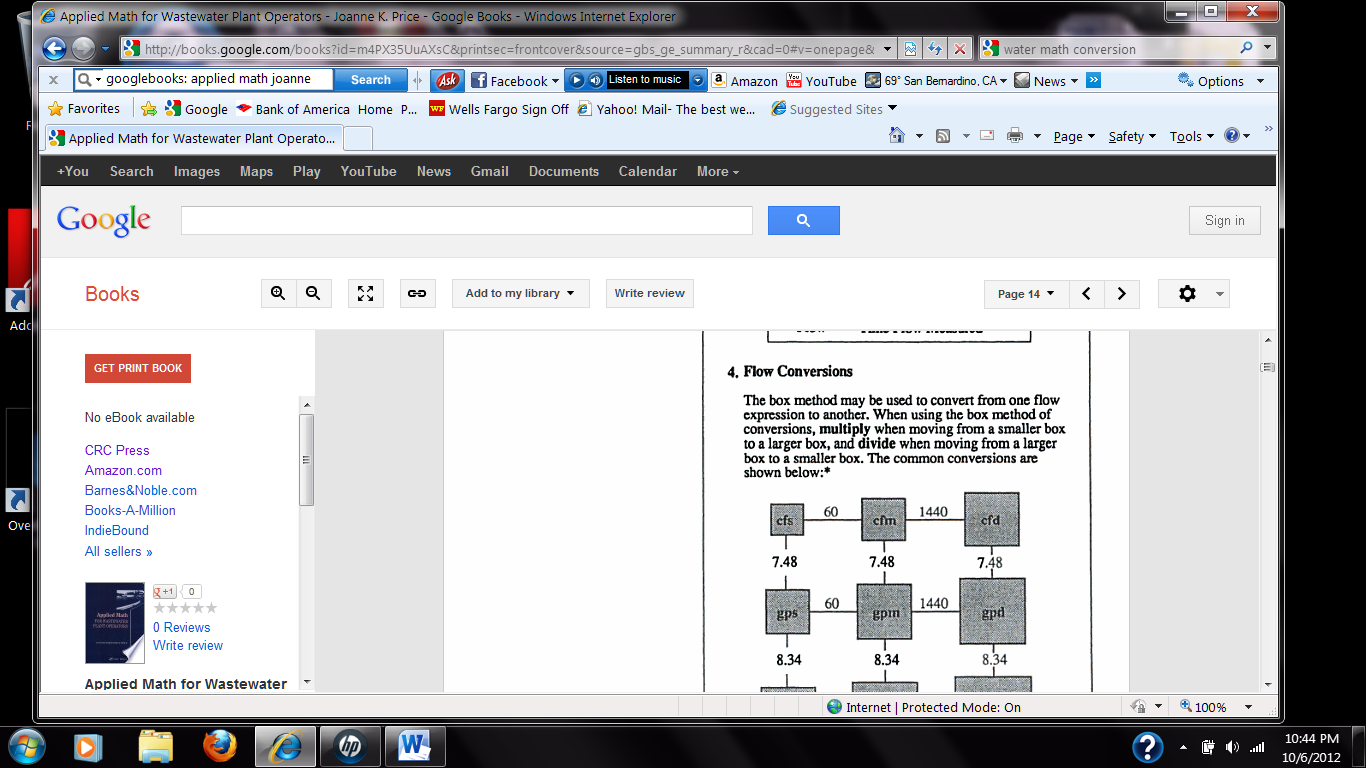 Applied Math for Wastewater Plant Operators - Joanne K. Price - Google Books - Windows Internet Explorer
http://books.google.com/books?id=m4PX35UuAXsC&printsec=frontcover&source=gbs_ge_summary_r&cad=0#v=onepage&
water math conversion
googlebooks: applied math joanne
Search
Ask
Facebook
Listen to music
Amazon
YouTube
69° San Bernardino, CA
News
Options
Favorites
Google
Bank of America Home P...
WF
Wells Fargo Sign Off
Yahoo! Mail- The best we...
Suggested Sites
Applied Math for Wastewater Plant Operato...
Page
Safety
Tools
+You Search Images Maps Play YouTube News Gmail Documents Calendar More
Google
Sign in
Books
Add to my library
Write review
Page 14
GET PRINT BOOK
No eBook available
CRC Press
Amazon.com
Barnes&Noble.com
Books-A-Million
IndieBound
All sellers »
g+1 0
0 Reviews
Write review
Applied Math for Wastewater
4. Flow Conversions
The box method may be used to convert from one flow
expression to another. When using the box method of
conversions, multiply when moving from a smaller box
to a larger box, and divide when moving from a larger
box to a smaller box. The common conversions are
shown below:*
cfs 60 cfm 1440 cfd
7.48 7.48 7.48
gps 60 gpm 1440 gpd
8.34 8.34 8.34
Internet | Protected Mode: On
100%
10:44 PM
10/6/2012